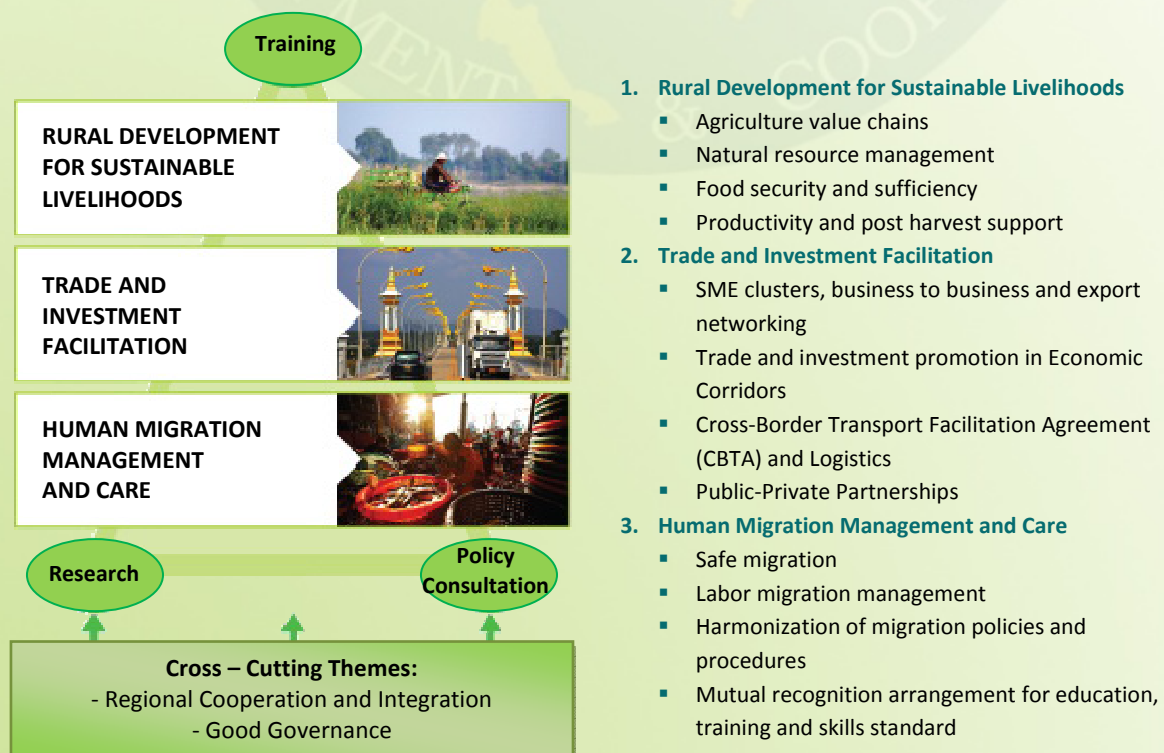 MENT & COOP
Training
RURAL DEVELOPMENT
FOR SUSTAINABLE
LIVELIHOODS
TRADE AND
INVESTMENT
FACILITATION
HUMAN MIGRATION
MANAGEMENT
AND CARE
Research
Policy
Consultation
Cross – Cutting Themes:
- Regional Cooperation and Integration
- Good Governance
1. Rural Development for Sustainable Livelihoods
▪ Agriculture value chains
▪ Natural resource management
▪ Food security and sufficiency
▪ Productivity and post harvest support
2. Trade and Investment Facilitation
▪ SME clusters, business to business and export
networking
▪ Trade and investment promotion in Economic
Corridors
▪ Cross-Border Transport Facilitation Agreement
(CBTA) and Logistics
▪ Public-Private Partnerships
3. Human Migration Management and Care
▪ Safe migration
▪ Labor migration management
▪ Harmonization of migration policies and
procedures
▪ Mutual recognition arrangement for education,
training and skills standard